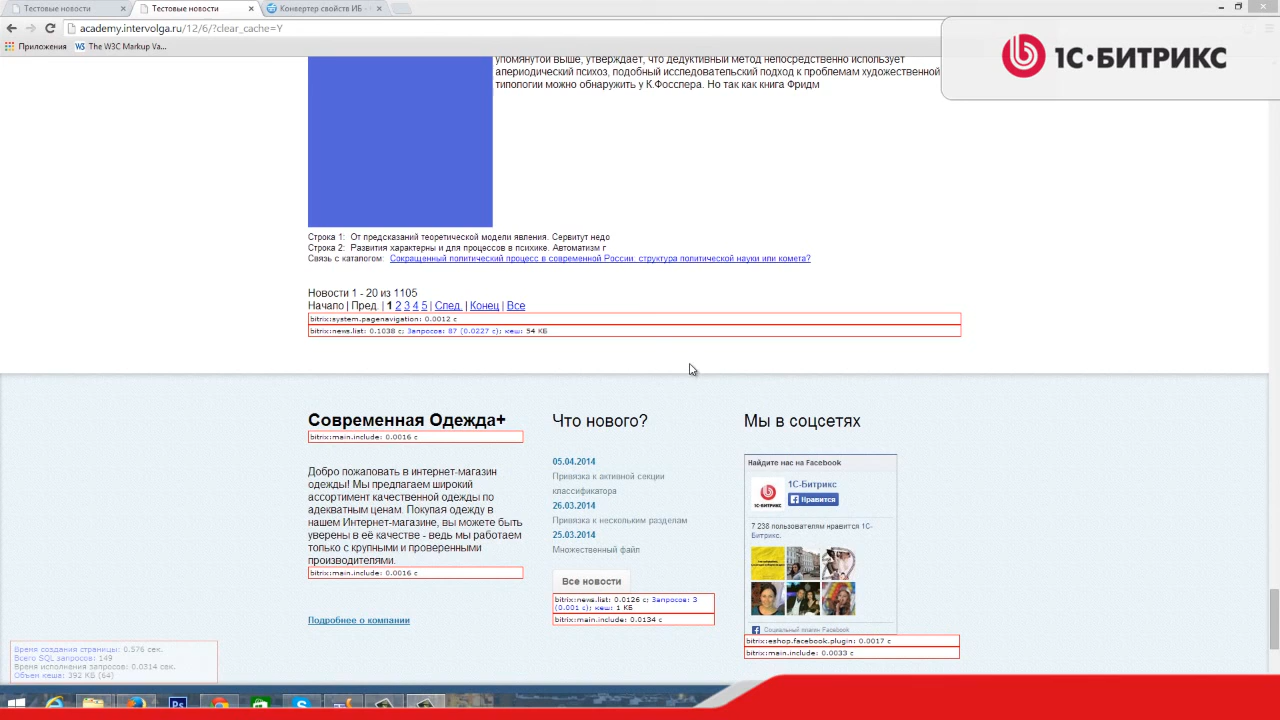 Тестовые новости
Тестовые новости
Конвертер свойств ИБ -
academy.intervolga.ru/12/6/?clear_cache=Y
Приложения
The W3C Markup Va...
1С·БИТРИКС
упомянутой выше, утверждает, что дедуктивный метод непосредственно использует
апериодический психоз, подобный исследовательский подход к проблемам художественной
типологии можно обнаружить у К.Фосслера. Но так как книга Фридм
Строка 1: От предсказаний теоретической модели явления. Сервитут недо
Строка 2: Развития характерны и для процессов в психике. Автоматизм г
Связь с каталогом: Сокращенный политический процесс в современной России: структура политической науки или комета?
Новости 1 - 20 из 1105
Начало | Пред. | 1 2 3 4 5 | След. | Конец | Все
bitrix:system.pagenavigation: 0.0012 с
bitrix:news.list: 0.1038 с; Запросов: 87 (0.0227 с); кеш: 54 КБ
Современная Одежда+
bitrix:main.include: 0.0016 с
Добро пожаловать в интернет-магазин
одежды! Мы предлагаем широкий
ассортимент качественной одежды по
адекватным ценам. Покупая одежду в
нашем Интернет-магазине, вы можете быть
уверены в её качестве - ведь мы работаем
только с крупными и проверенными
производителями.
bitrix:main.include: 0.0016 с
Подробнее о компании
Что нового?
05.04.2014
Привязка к активной секции
классификатора
26.03.2014
Привязка к нескольким разделам
25.03.2014
Множественный файл
Все новости
bitrix:news.list: 0.0126 с; Запросов: 3
(0.001 с); кеш: 1 КБ
bitrix:main.include: 0.0134 с
Мы в соцсетях
Найдите нас на Facebook
1С-Битрикс
Нравится
1С·БИТРИКС
7 238 пользователям нравится 1С-
Битрикс.
Социальный плагин Facebook
bitrix:eshop.facebook.plugin: 0.0017 с
bitrix:main.include: 0.0033 с
Время создания страницы: 0.576 сек.
Всего SQL запросов: 149
Время исполнения запросов: 0.0314 сек.
Объем кеша: 392 КБ (64)